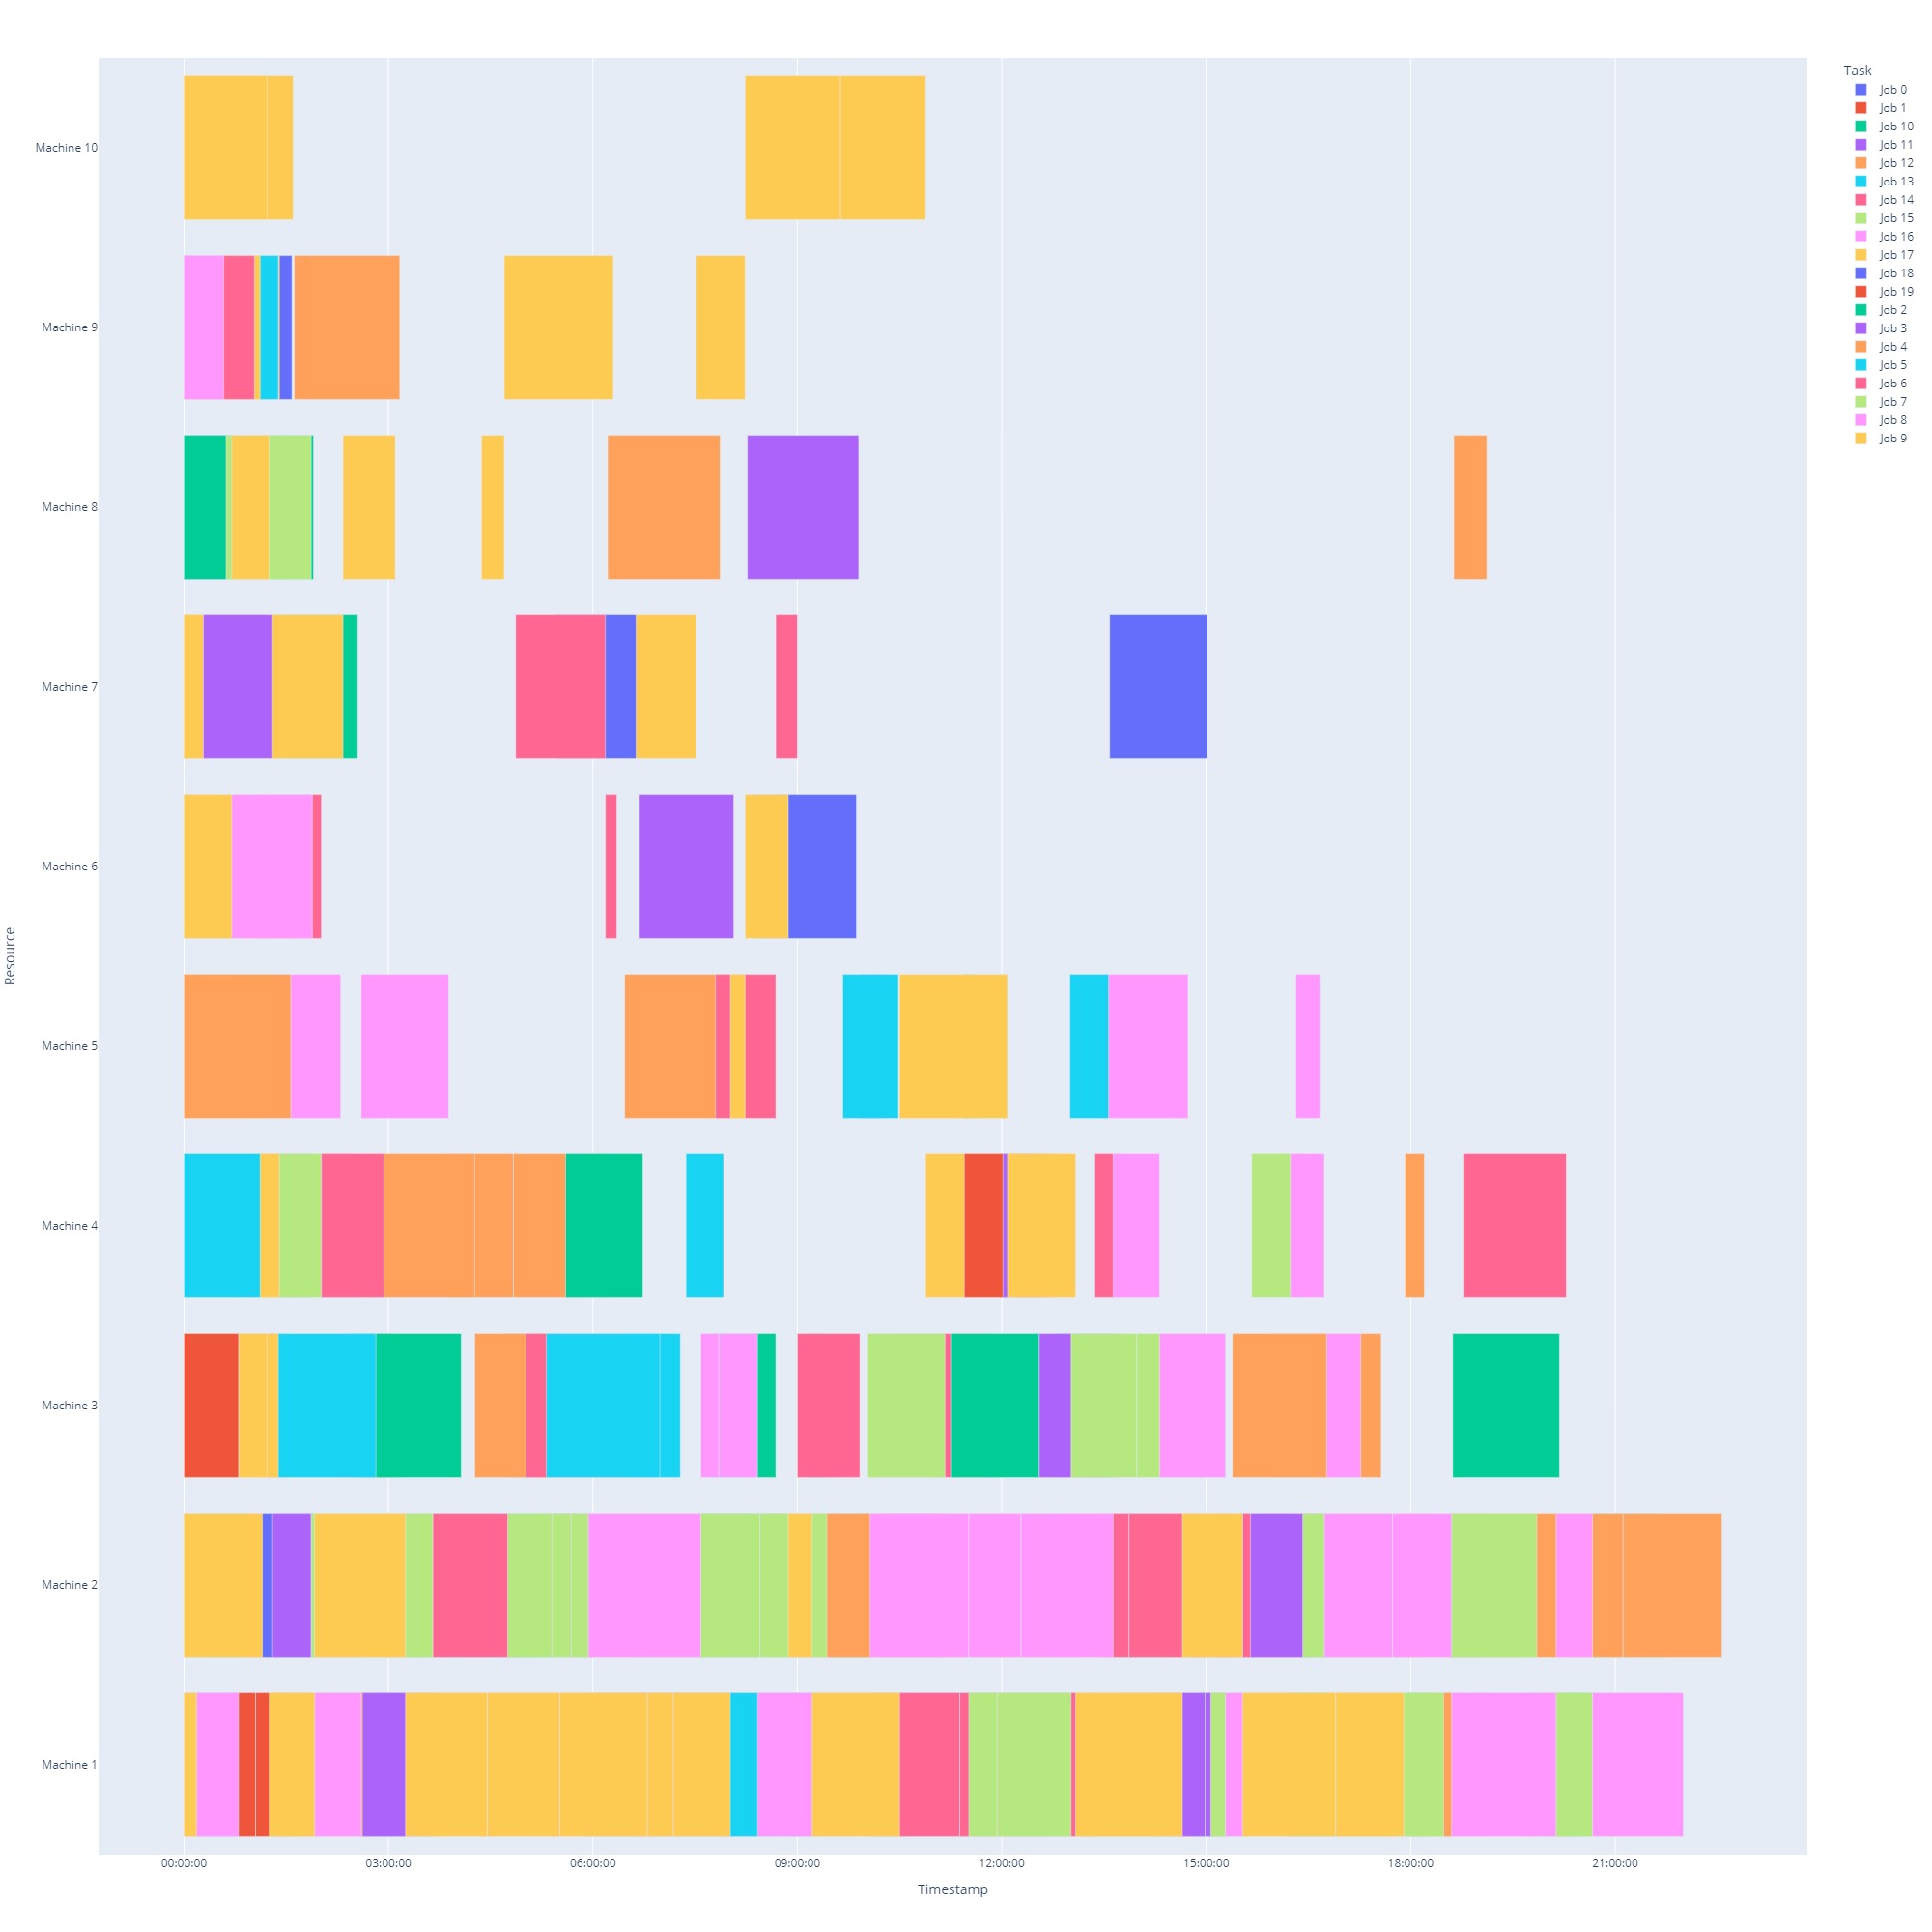 Machine 10
Machine 9
Machine 8
Machine 7
Machine 6
Machine 5
Machine 4
Machine 3
Machine 2
Machine 1
Resource
00:00:00
03:00:00
06:00:00
09:00:00
12:00:00
15:00:00
18:00:00
21:00:00
Timestamp
Task
Job 0
Job 1
Job 10
Job 11
Job 12
Job 13
Job 14
Job 15
Job 16
Job 17
Job 18
Job 19
Job 2
Job 3
Job 4
Job 5
Job 6
Job 7
Job 8
Job 9